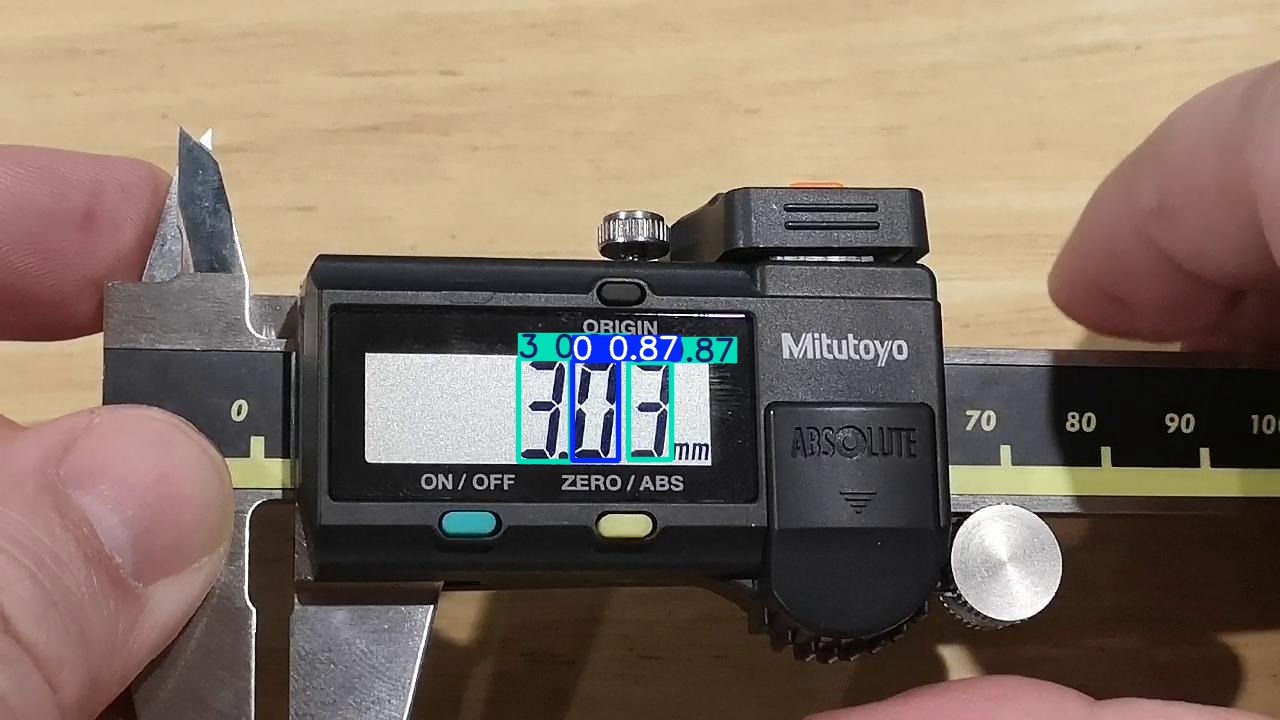 ORIGIN
3 0 0 0.87 .87
Mitutoyo
0 3.03 mm 70 80 90 100
ABSOLUTE
ON / OFF ZERO / ABS